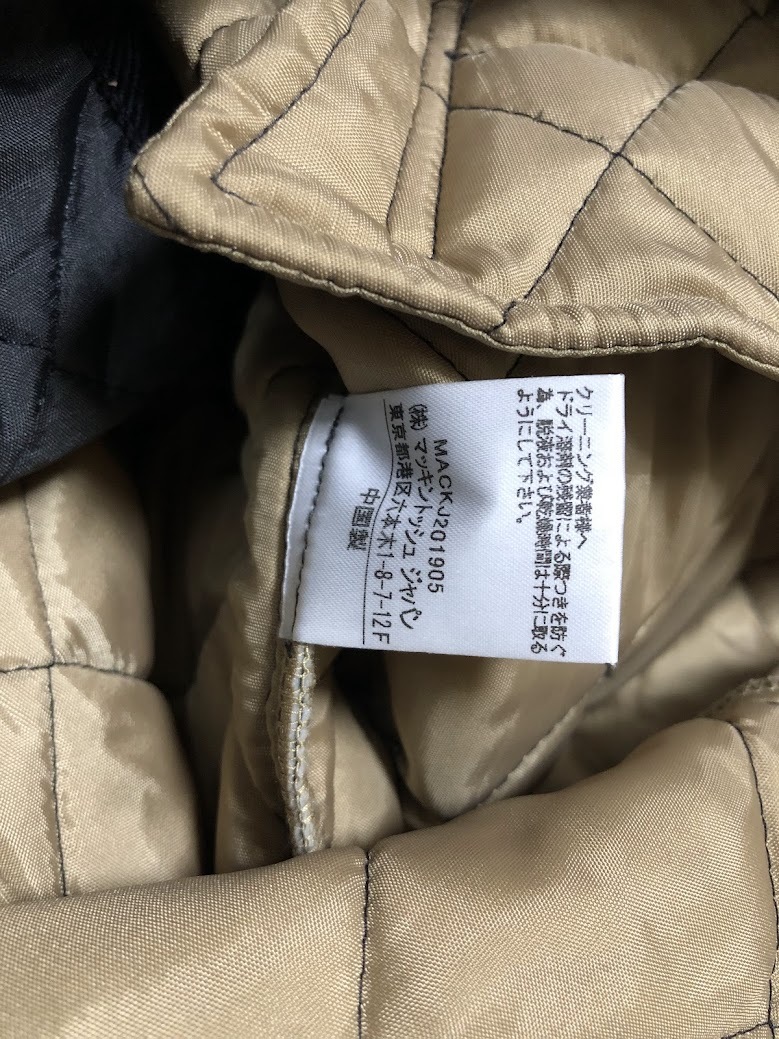 クリーニング業者様へ
ドライ溶剤の残留による際つきを防ぐ
為、脱液および乾燥時間は十分に取る
ようにして下さい。
MACKJ201905
(株) マッキントッシュ ジャパン
東京都港区六本木1-8-7-12F
中国製